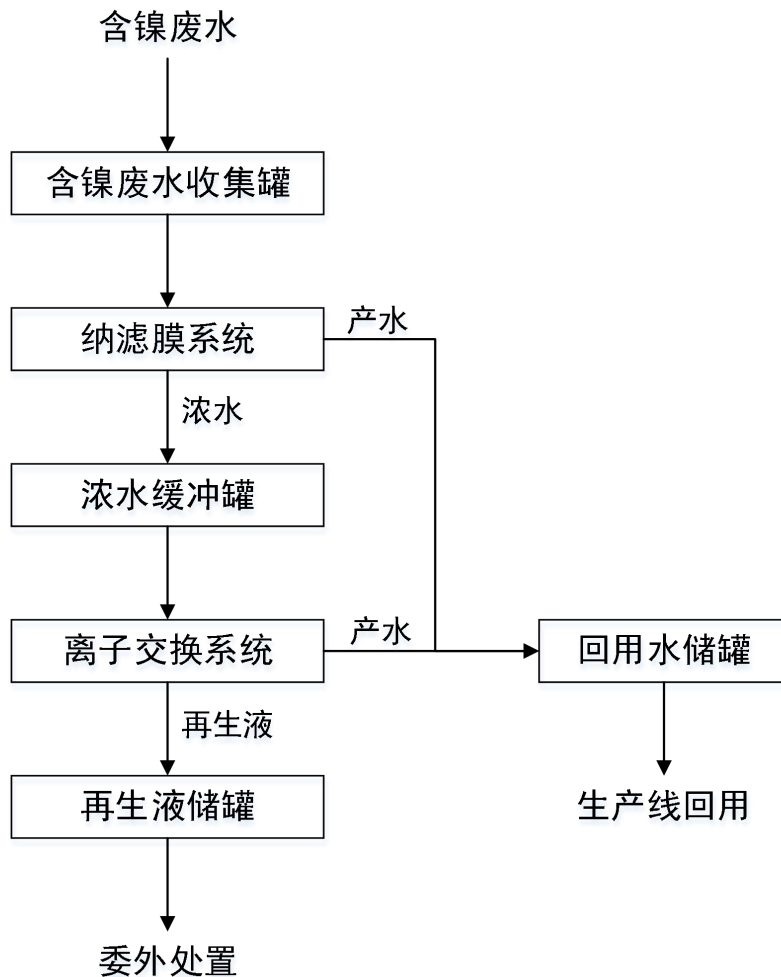 含镍废水
含镍废水收集罐
纳滤膜系统
产水
浓水
浓水缓冲罐
离子交换系统
产水
回用水储罐
再生液
再生液储罐
生产线回用
委外处置